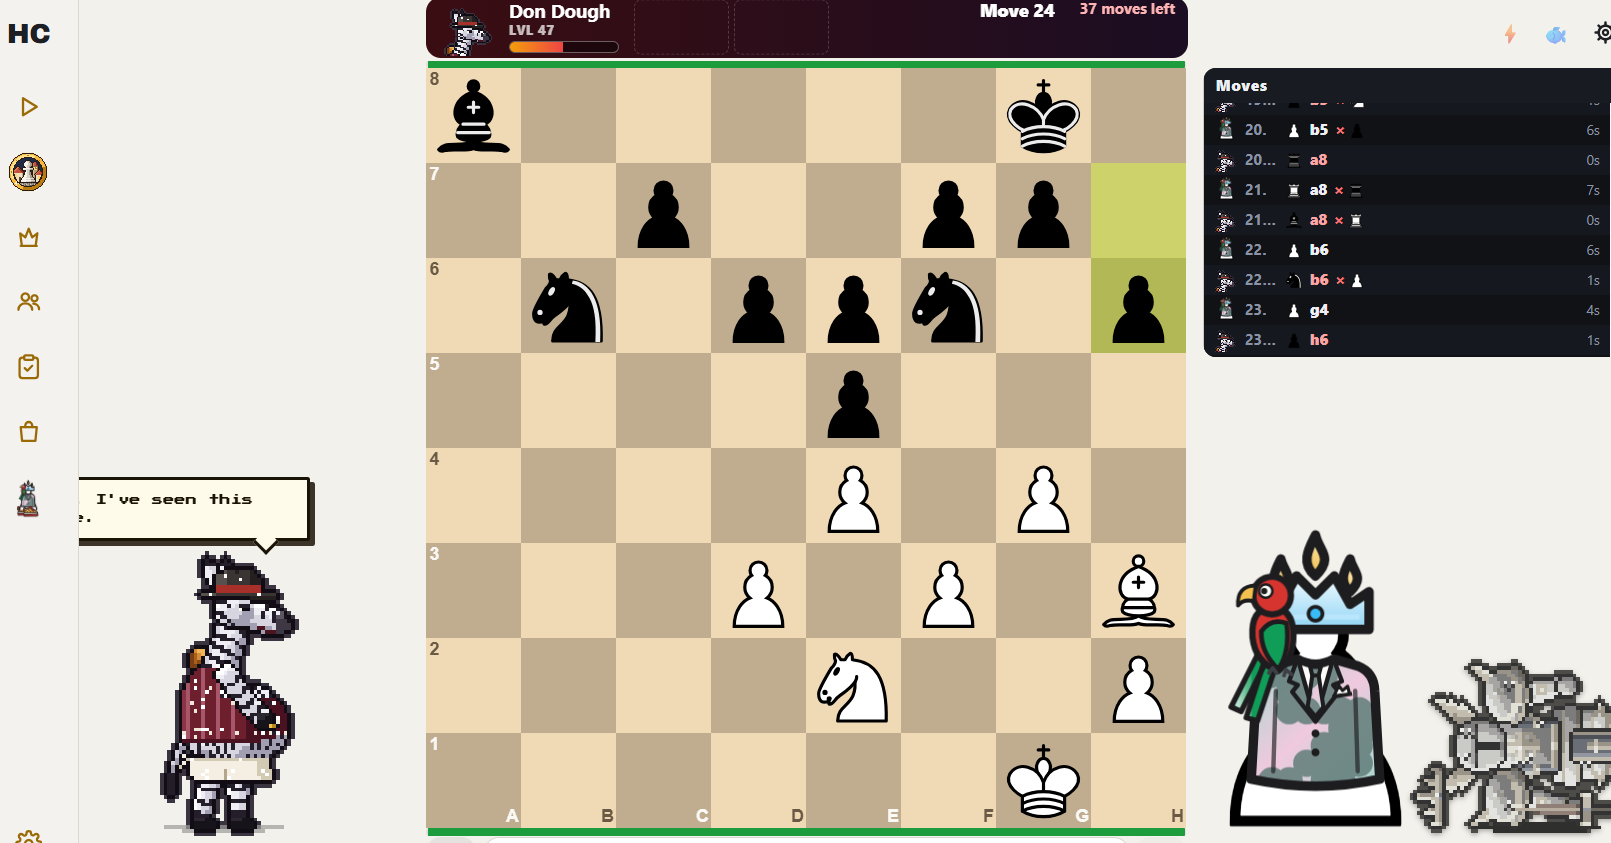 HC
Don Dough
LVL 47
Move 24
37 moves left
I've seen this
e.
8
7
6
5
4
3
2
1
A
B
C
D
E
F
G
H
Moves
20. b5 × 6s
20... a8 0s
21. a8 × 7s
21... a8 × 0s
22. b6 6s
22... b6 × 1s
23. g4 4s
23... h6 1s